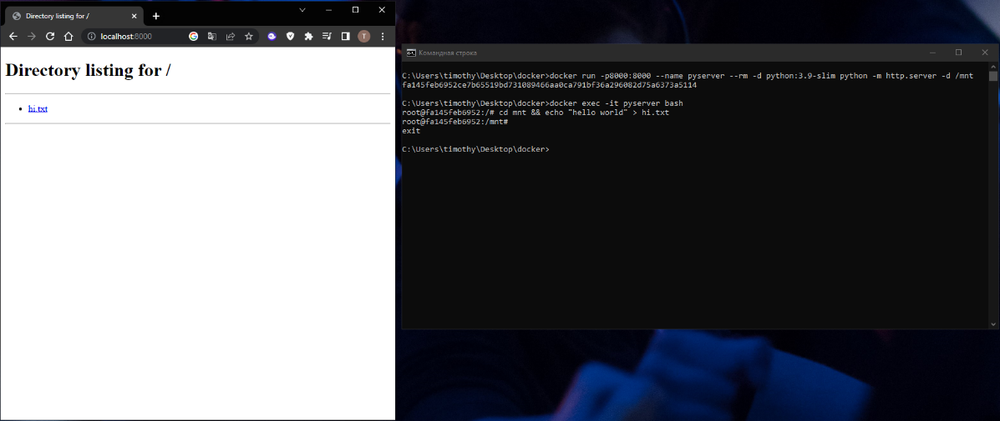 Directory listing for /
localhost:8000
T
Directory listing for /
hi.txt
Командная строка
C:\Users\timothy\Desktop\docker>docker run -p8000:8000 --name pyserver --rm -d python:3.9-slim python -m http.server -d /mnt
fa145feb6952ce7b65519bd731089466aa0ca791bf36a296082d75a6373a5114
C:\Users\timothy\Desktop\docker>docker exec -it pyserver bash
root@fa145feb6952:/# cd mnt && echo "hello world" > hi.txt
root@fa145feb6952:/mnt#
exit
C:\Users\timothy\Desktop\docker>